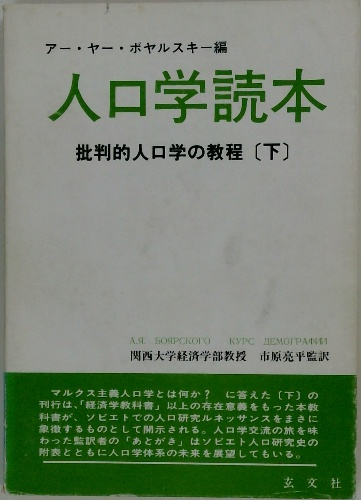 アー・ヤー・ボヤルスキー編
人口学読本
批判的人口学の教程〔下〕
А.Я. БОЯРСКОГО КУРС ДЕМОГРАФИИ
関西大学経済学部教授 市原亮平監訳
マルクス主義人口学とは何か? に答えた〔下〕の
刊行は、「経済学教科書」以上の存在意義をもった本教
科書が、ソビエトでの人口研究ルネッサンスをまさに
象徴するものとして開示される。人口学交流の旅を味
わった監訳者の「あとがき」はソビエト人口研究史の
附表とともに人口学体系の未来を展望してもいる。
玄文社